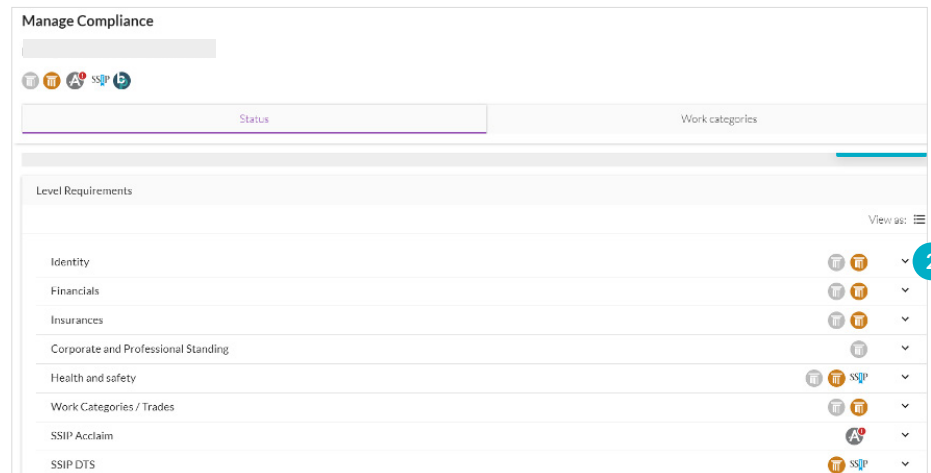 Manage Compliance
SSIP
Status
Work categories
Level Requirements
View as:
Identity
2
Financials
Insurances
Corporate and Professional Standing
Health and safety
SSIP
Work Categories / Trades
SSIP Acclaim
A
SSIP DTS
SSIP